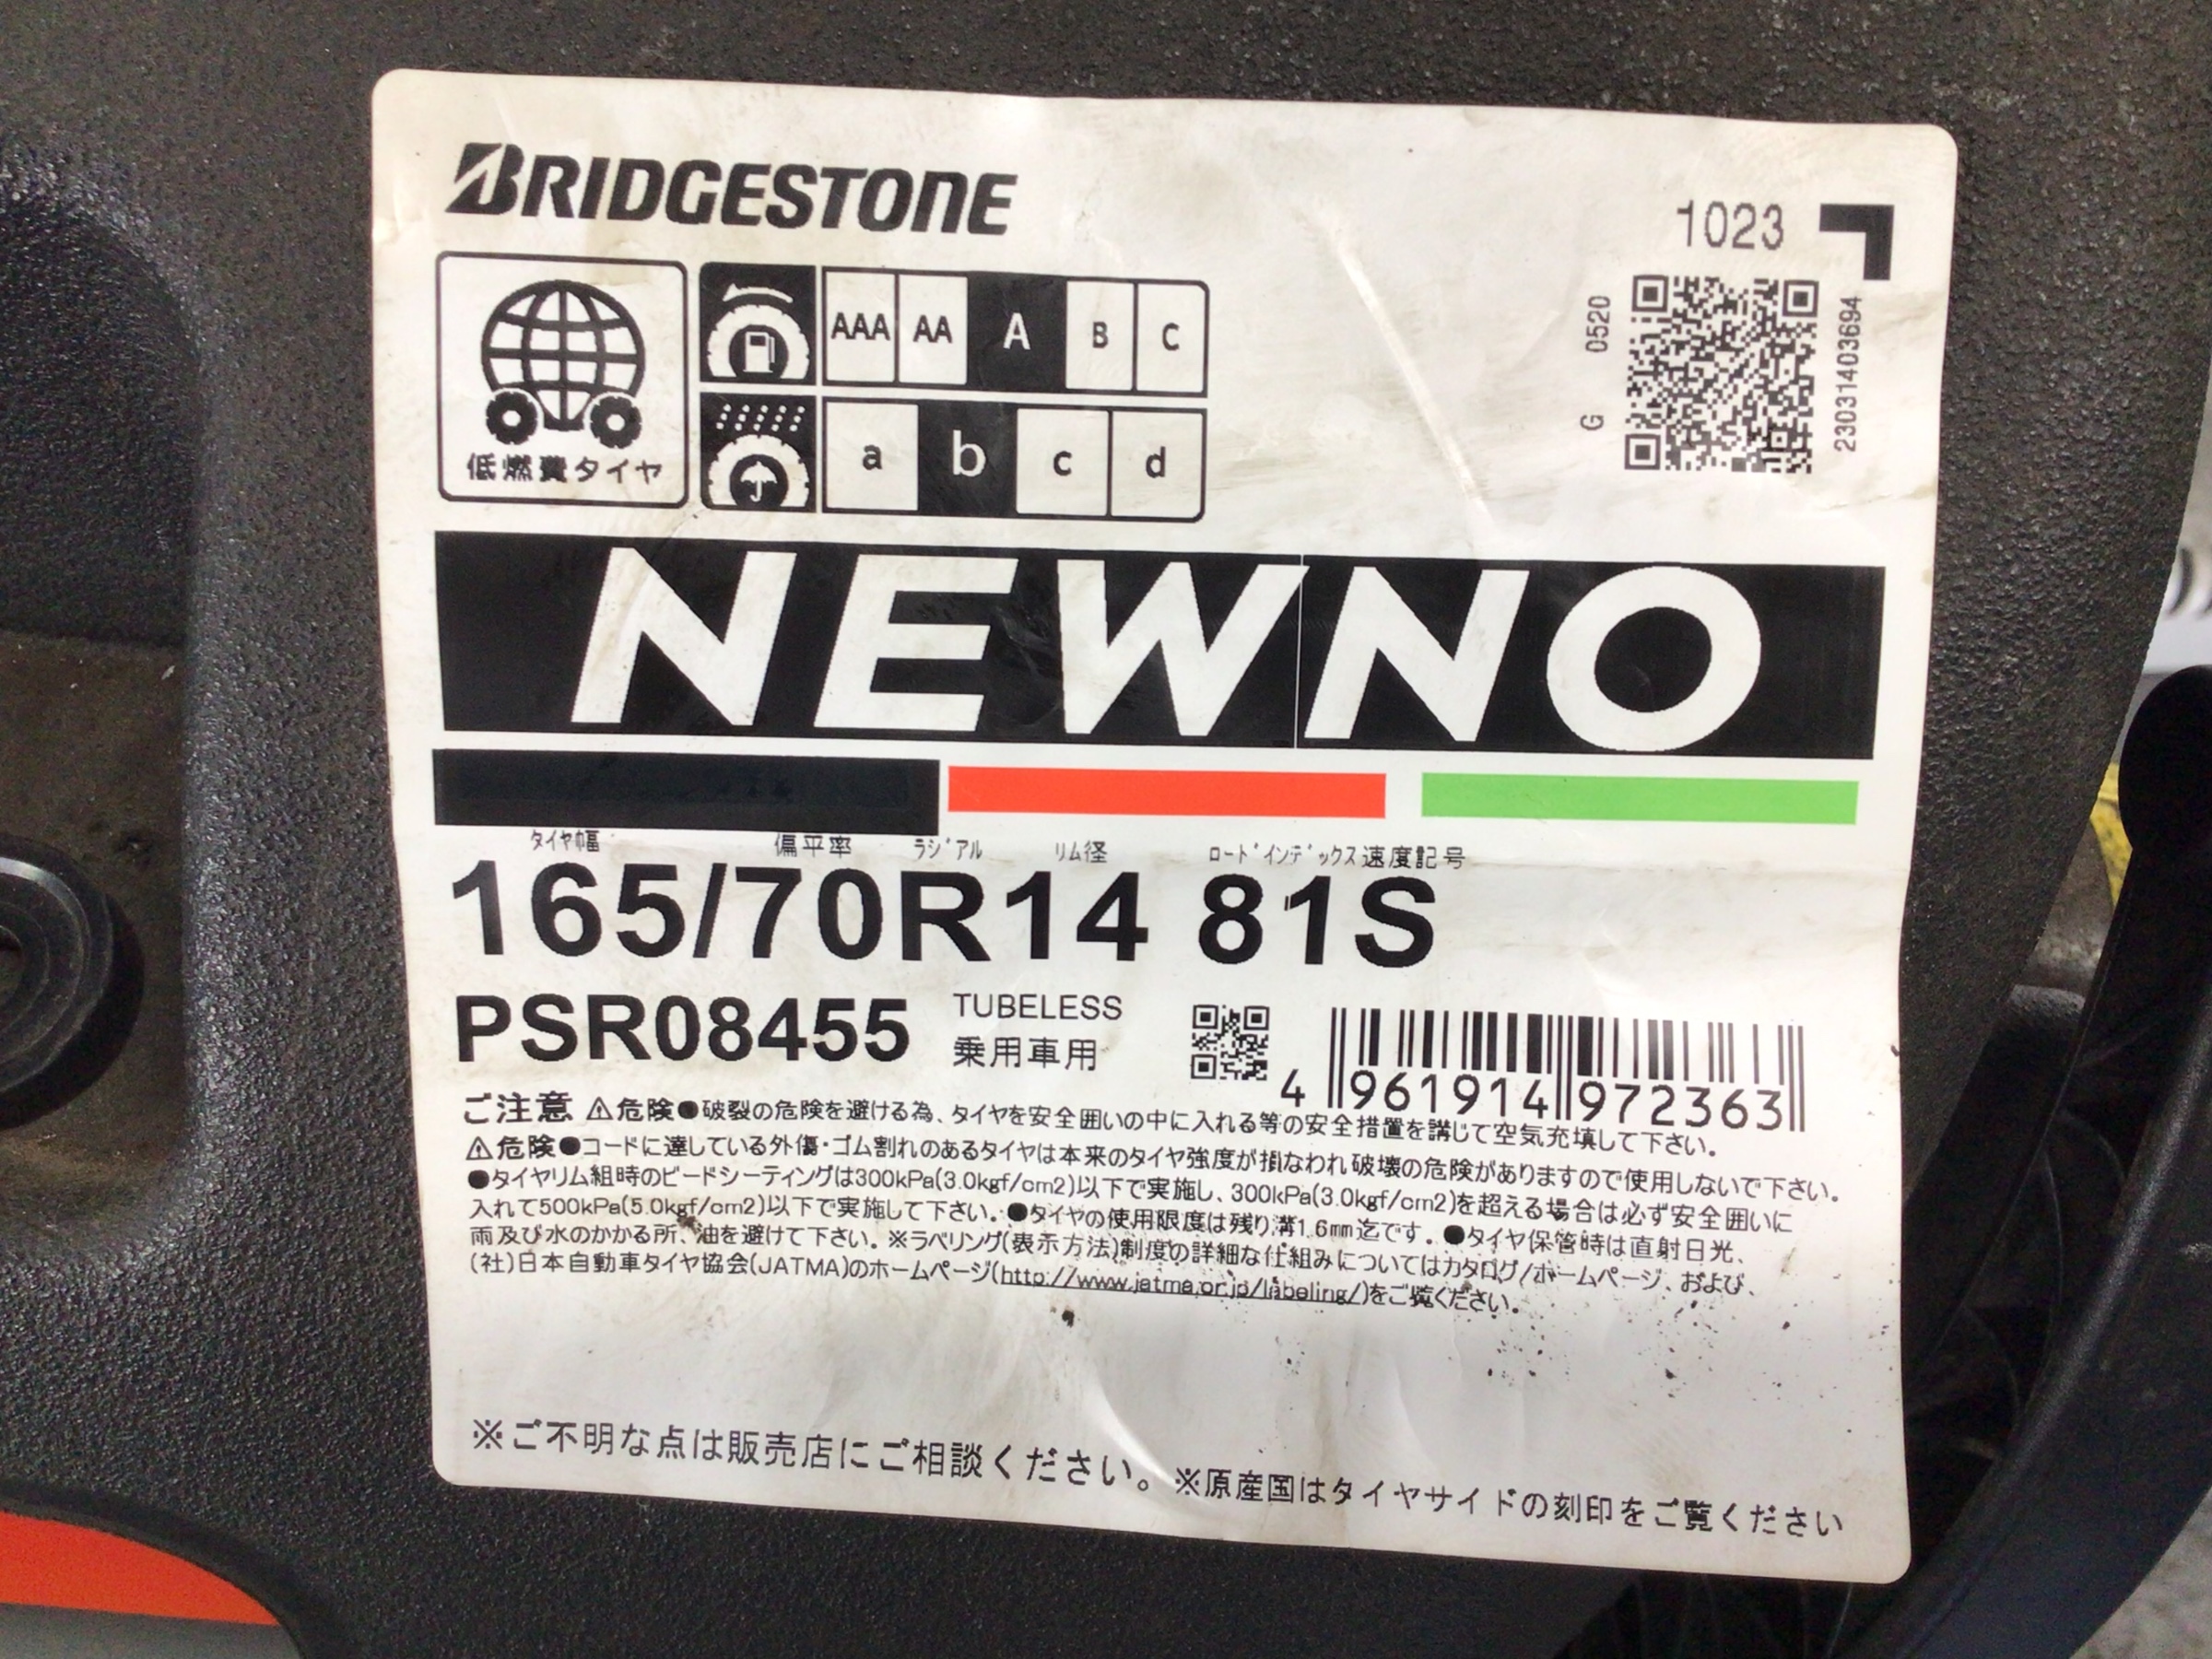 BRIDGESTONE
1023
G 0520
23031403694
AAA AA A B C
低燃費タイヤ
a b c d
NEWNO
タイヤ幅 偏平率 ラジアル リム径 ロードインデックス 速度記号
165/70R14 81S
PSR08455 TUBELESS
乗用車用
4 961914 972363
ご注意 ⚠危険●破裂の危険を避ける為、タイヤを安全囲いの中に入れる等の安全措置を講じて空気充填して下さい。
⚠危険●コードに達している外傷・ゴム割れのあるタイヤは本来のタイヤ強度が損なわれ破壊の危険がありますので使用しないで下さい。
●タイヤリム組時のビードシーティングは300kPa(3.0kgf/cm2)以下で実施し、300kPa(3.0kgf/cm2)を超える場合は必ず安全囲いに
入れて500kPa(5.0kgf/cm2)以下で実施して下さい。●タイヤの使用限度は残り溝1.6mm迄です。●タイヤ保管時は直射日光、
雨及び水のかかる所、油を避けて下さい。※ラベリング(表示方法)制度の詳細な仕組みについてはカタログ/ホームページ、および、
(社)日本自動車タイヤ協会(JATMA)のホームページ(http://www.jatma.or.jp/labeling/)をご覧ください。
※ご不明な点は販売店にご相談ください。※原産国はタイヤサイドの刻印をご覧ください